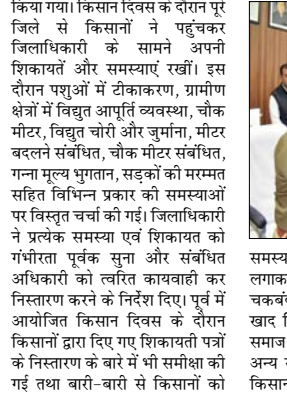 किया गया। किसान दिवस के दौरान पूरे
जिले से किसानों ने पहुंचकर
जिलाधिकारी के सामने अपनी
शिकायतें और समस्याएं रखीं। इस
दौरान पशुओं में टीकाकरण, ग्रामीण
क्षेत्रों में विद्युत आपूर्ति व्यवस्था, चौक
मीटर, विद्युत चोरी और जुर्माना, मीटर
बदलने संबंधित, चौक मीटर संबंधित,
गन्ना मूल्य भुगतान, सड़कों की मरम्मत
सहित विभिन्न प्रकार की समस्याओं
पर विस्तृत चर्चा की गई। जिलाधिकारी
ने प्रत्येक समस्या एवं शिकायत को
गंभीरता पूर्वक सुना और संबंधित
अधिकारी को त्वरित कायवाही कर
निस्तारण करने के निर्देश दिए। पूर्व में
आयोजित किसान दिवस के दौरान
किसानों द्वारा दिए गए शिकायती पत्रों
के निस्तारण के बारे में भी समीक्षा की
गई तथा बारी-बारी से किसानों को
समस्य
लगाक
चकबं
खाद
समाज
अन्य
किसान